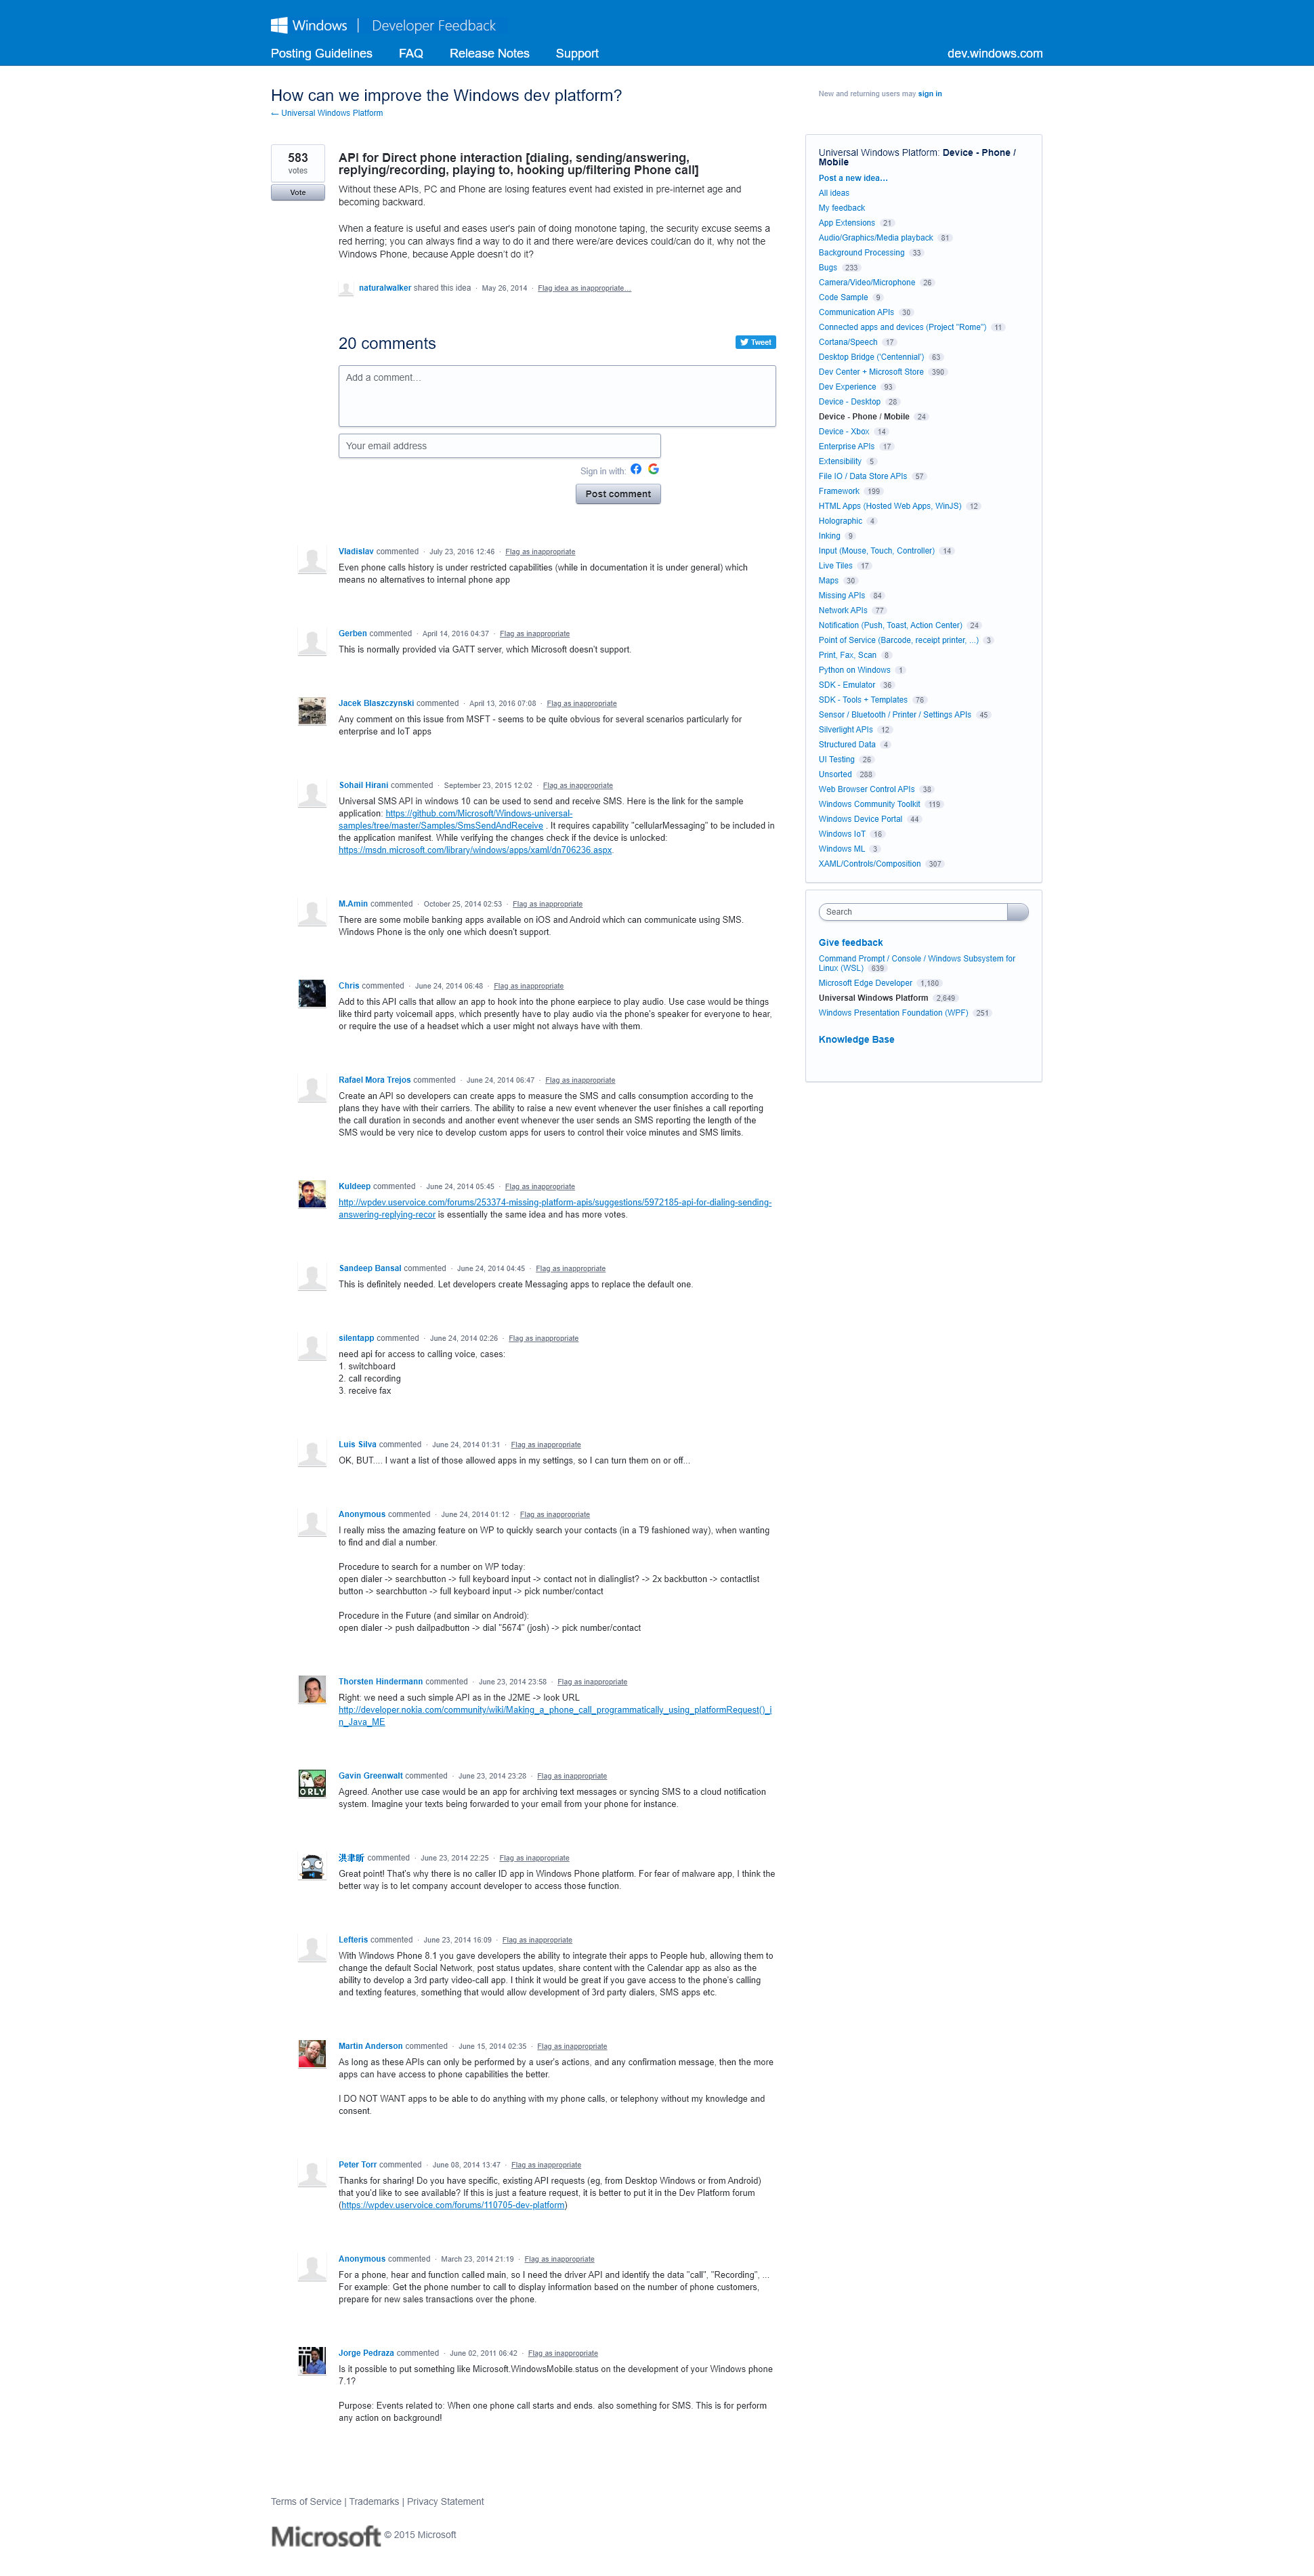 Windows | Developer Feedback
Posting Guidelines FAQ Release Notes Support dev.windows.com
How can we improve the Windows dev platform?
← Universal Windows Platform
New and returning users may sign in
583
votes
Vote
API for Direct phone interaction [dialing, sending/answering,
replying/recording, playing to, hooking up/filtering Phone call]
Without these APIs, PC and Phone are losing features event had existed in pre-internet age and
becoming backward.
When a feature is useful and eases user's pain of doing monotone taping, the security excuse seems a
red herring; you can always find a way to do it and there were/are devices could/can do it, why not the
Windows Phone, because Apple doesn't do it?
naturalwalker shared this idea · May 26, 2014 · Flag idea as inappropriate…
20 comments
Tweet
Add a comment…
Your email address
Sign in with:
Post comment
Vladislav commented · July 23, 2016 12:46 · Flag as inappropriate
Even phone calls history is under restricted capabilities (while in documentation it is under general) which
means no alternatives to internal phone app
Gerben commented · April 14, 2016 04:37 · Flag as inappropriate
This is normally provided via GATT server, which Microsoft doesn't support.
Jacek Blaszczynski commented · April 13, 2016 07:08 · Flag as inappropriate
Any comment on this issue from MSFT - seems to be quite obvious for several scenarios particularly for
enterprise and IoT apps
Sohail Hirani commented · September 23, 2015 12:02 · Flag as inappropriate
Universal SMS API in windows 10 can be used to send and receive SMS. Here is the link for the sample
application: https://github.com/Microsoft/Windows-universal-
samples/tree/master/Samples/SmsSendAndReceive . It requires capability "cellularMessaging" to be included in
the application manifest. While verifying the changes check if the device is unlocked:
https://msdn.microsoft.com/library/windows/apps/xaml/dn706236.aspx.
M.Amin commented · October 25, 2014 02:53 · Flag as inappropriate
There are some mobile banking apps available on iOS and Android which can communicate using SMS.
Windows Phone is the only one which doesn't support.
Chris commented · June 24, 2014 06:48 · Flag as inappropriate
Add to this API calls that allow an app to hook into the phone earpiece to play audio. Use case would be things
like third party voicemail apps, which presently have to play audio via the phone's speaker for everyone to hear,
or require the use of a headset which a user might not always have with them.
Rafael Mora Trejos commented · June 24, 2014 06:47 · Flag as inappropriate
Create an API so developers can create apps to measure the SMS and calls consumption according to the
plans they have with their carriers. The ability to raise a new event whenever the user finishes a call reporting
the call duration in seconds and another event whenever the user sends an SMS reporting the length of the
SMS would be very nice to develop custom apps for users to control their voice minutes and SMS limits.
Kuldeep commented · June 24, 2014 05:45 · Flag as inappropriate
http://wpdev.uservoice.com/forums/253374-missing-platform-apis/suggestions/5972185-api-for-dialing-sending-
answering-replying-recor is essentially the same idea and has more votes.
Sandeep Bansal commented · June 24, 2014 04:45 · Flag as inappropriate
This is definitely needed. Let developers create Messaging apps to replace the default one.
silentapp commented · June 24, 2014 02:26 · Flag as inappropriate
need api for access to calling voice, cases:
1. switchboard
2. call recording
3. receive fax
Luis Silva commented · June 24, 2014 01:31 · Flag as inappropriate
OK, BUT.... I want a list of those allowed apps in my settings, so I can turn them on or off...
Anonymous commented · June 24, 2014 01:12 · Flag as inappropriate
I really miss the amazing feature on WP to quickly search your contacts (in a T9 fashioned way), when wanting
to find and dial a number.
Procedure to search for a number on WP today:
open dialer -> searchbutton -> full keyboard input -> contact not in dialinglist? -> 2x backbutton -> contactlist
button -> searchbutton -> full keyboard input -> pick number/contact
Procedure in the Future (and similar on Android):
open dialer -> push dailpadbutton -> dial "5674" (josh) -> pick number/contact
Thorsten Hindermann commented · June 23, 2014 23:58 · Flag as inappropriate
Right: we need a such simple API as in the J2ME -> look URL
http://developer.nokia.com/community/wiki/Making_a_phone_call_programmatically_using_platformRequest()_i
n_Java_ME
ORLY
Gavin Greenwalt commented · June 23, 2014 23:28 · Flag as inappropriate
Agreed. Another use case would be an app for archiving text messages or syncing SMS to a cloud notification
system. Imagine your texts being forwarded to your email from your phone for instance.
洪聿昕 commented · June 23, 2014 22:25 · Flag as inappropriate
Great point! That's why there is no caller ID app in Windows Phone platform. For fear of malware app, I think the
better way is to let company account developer to access those function.
Lefteris commented · June 23, 2014 16:09 · Flag as inappropriate
With Windows Phone 8.1 you gave developers the ability to integrate their apps to People hub, allowing them to
change the default Social Network, post status updates, share content with the Calendar app as also as the
ability to develop a 3rd party video-call app. I think it would be great if you gave access to the phone's calling
and texting features, something that would allow development of 3rd party dialers, SMS apps etc.
Martin Anderson commented · June 15, 2014 02:35 · Flag as inappropriate
As long as these APIs can only be performed by a user's actions, and any confirmation message, then the more
apps can have access to phone capabilities the better.
I DO NOT WANT apps to be able to do anything with my phone calls, or telephony without my knowledge and
consent.
Peter Torr commented · June 08, 2014 13:47 · Flag as inappropriate
Thanks for sharing! Do you have specific, existing API requests (eg, from Desktop Windows or from Android)
that you'd like to see available? If this is just a feature request, it is better to put it in the Dev Platform forum
(https://wpdev.uservoice.com/forums/110705-dev-platform)
Anonymous commented · March 23, 2014 21:19 · Flag as inappropriate
For a phone, hear and function called main, so I need the driver API and identify the data "call", "Recording", ...
For example: Get the phone number to call to display information based on the number of phone customers,
prepare for new sales transactions over the phone.
Jorge Pedraza commented · June 02, 2011 06:42 · Flag as inappropriate
Is it possible to put something like Microsoft.WindowsMobile.status on the development of your Windows phone
7.1?
Purpose: Events related to: When one phone call starts and ends. also something for SMS. This is for perform
any action on background!
Universal Windows Platform: Device - Phone /
Mobile
Post a new idea…
All ideas
My feedback
App Extensions 21
Audio/Graphics/Media playback 81
Background Processing 33
Bugs 233
Camera/Video/Microphone 26
Code Sample 9
Communication APIs 30
Connected apps and devices (Project "Rome") 11
Cortana/Speech 17
Desktop Bridge ('Centennial') 63
Dev Center + Microsoft Store 390
Dev Experience 93
Device - Desktop 28
Device - Phone / Mobile 24
Device - Xbox 14
Enterprise APIs 17
Extensibility 5
File IO / Data Store APIs 57
Framework 199
HTML Apps (Hosted Web Apps, WinJS) 12
Holographic 4
Inking 9
Input (Mouse, Touch, Controller) 14
Live Tiles 17
Maps 30
Missing APIs 84
Network APIs 77
Notification (Push, Toast, Action Center) 24
Point of Service (Barcode, receipt printer, ...) 3
Print, Fax, Scan 8
Python on Windows 1
SDK - Emulator 36
SDK - Tools + Templates 76
Sensor / Bluetooth / Printer / Settings APIs 45
Silverlight APIs 12
Structured Data 4
UI Testing 26
Unsorted 288
Web Browser Control APIs 38
Windows Community Toolkit 119
Windows Device Portal 44
Windows IoT 16
Windows ML 3
XAML/Controls/Composition 307
Search
Give feedback
Command Prompt / Console / Windows Subsystem for
Linux (WSL) 639
Microsoft Edge Developer 1,180
Universal Windows Platform 2,649
Windows Presentation Foundation (WPF) 251
Knowledge Base
Terms of Service | Trademarks | Privacy Statement
Microsoft © 2015 Microsoft